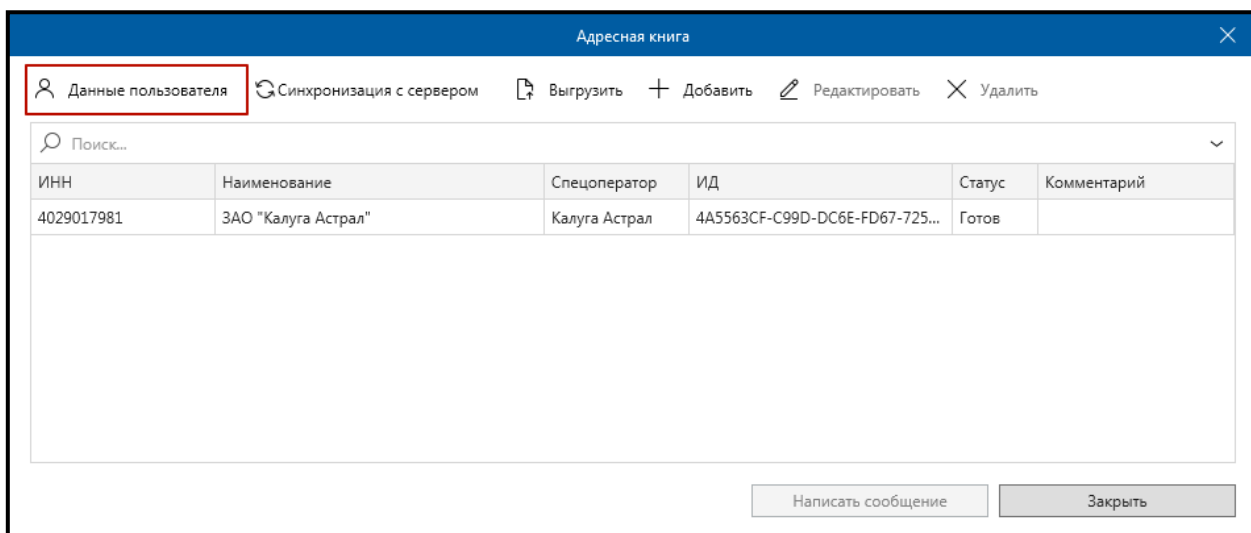 Адресная книга
Данные пользователя Синхронизация с сервером Выгрузить Добавить Редактировать Удалить
Поиск...
ИНН Наименование Спецоператор ИД Статус Комментарий
4029017981 ЗАО "Калуга Астрал" Калуга Астрал 4A5563CF-C99D-DC6E-FD67-725... Готов
Написать сообщение Закрыть